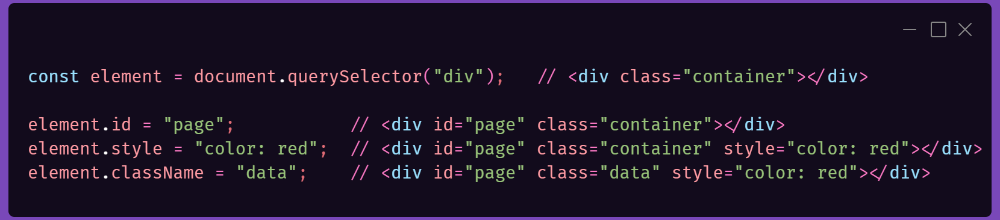 const element = document.querySelector("div");   // <div class="container"></div>
element.id = "page";           // <div id="page" class="container"></div>
element.style = "color: red";  // <div id="page" class="container" style="color: red"></div>
element.className = "data";    // <div id="page" class="data" style="color: red"></div>